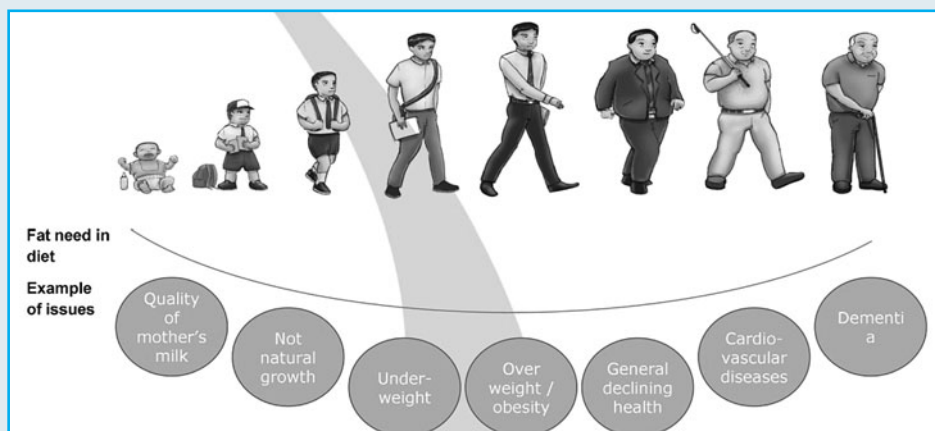 Fat need in
diet
Example
of issues
Quality
of
mother's
milk
Not
natural
growth
Under-
weight
Over
weight /
obesity
General
declining
health
Cardio-
vascular
diseases
Dementi
a